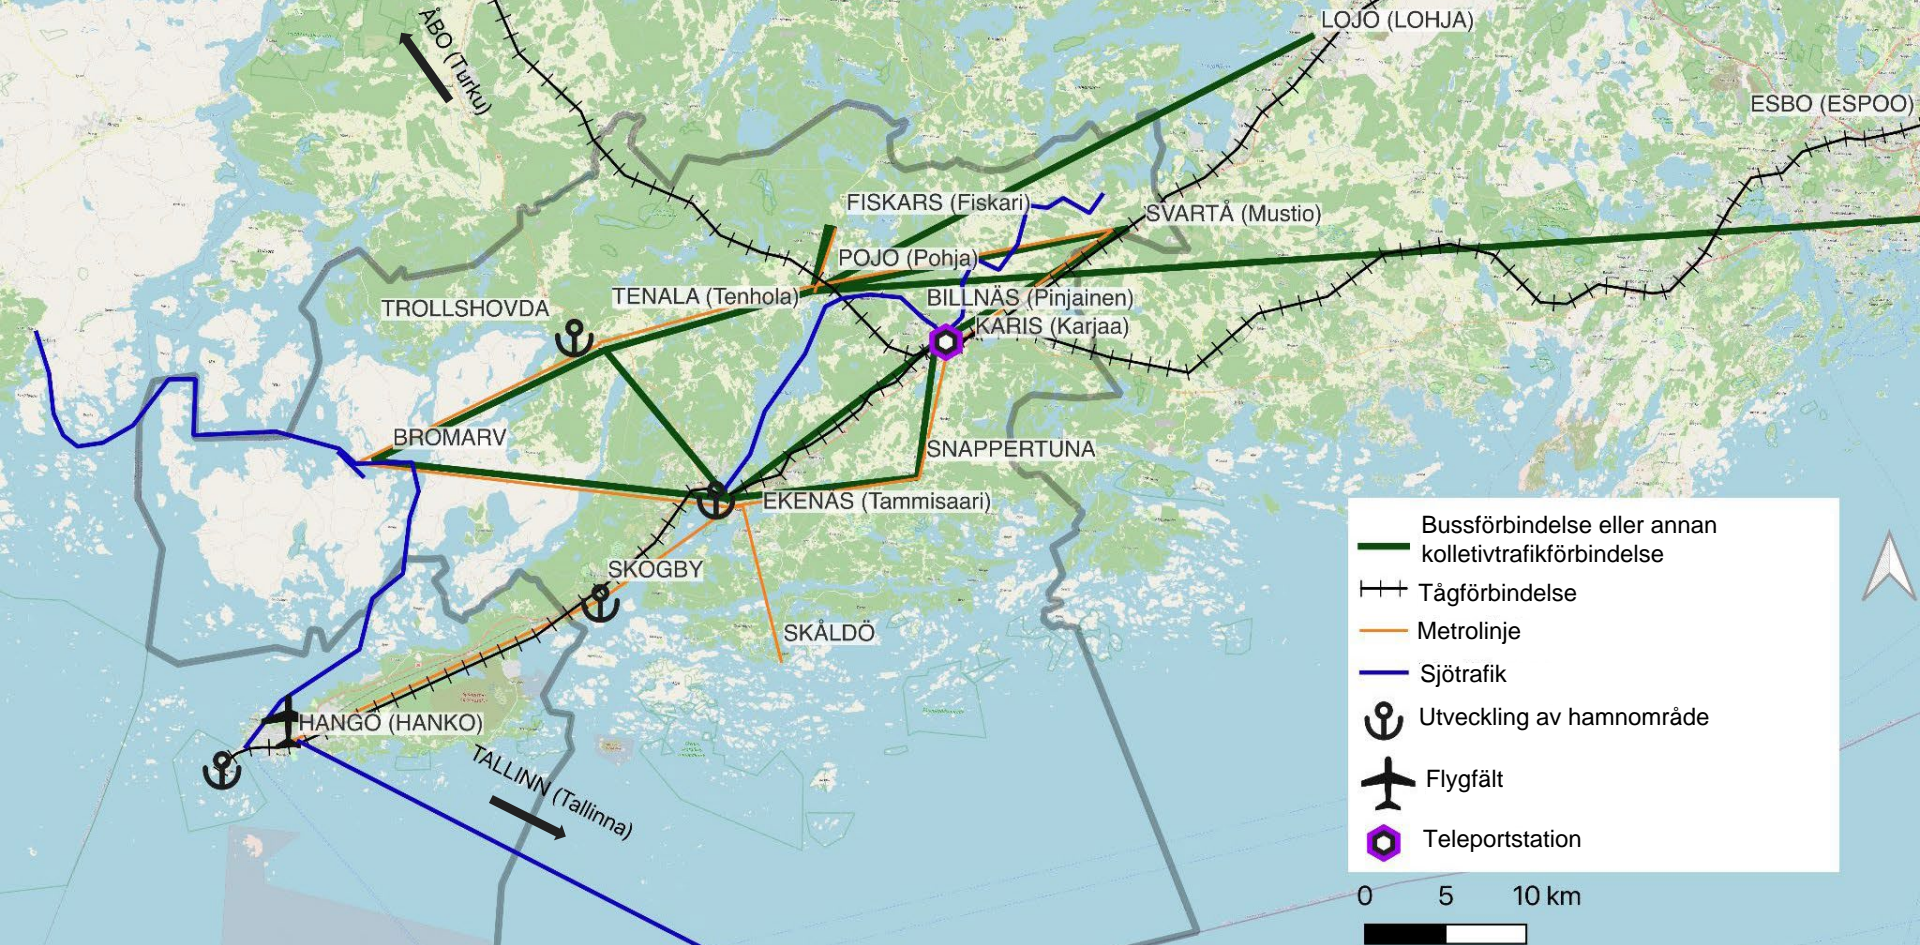 LOJO (LOHJA)
ÅBO (Turku)
ESBO (ESPOO)
FISKARS (Fiskari)
SVARTÅ (Mustio)
POJO (Pohja)
TENALA (Tenhola)
BILLNÄS (Pinjainen)
TROLLSHOVDA
KARIS (Karjaa)
BROMARV
SNAPPERTUNA
EKENÄS (Tammisaari)
SKOGBY
SKÅLDÖ
HANGÖ (HANKO)
TALLINN (Tallinna)
Bussförbindelse eller annan
kolletivtrafikförbindelse
Tågförbindelse
Metrolinje
Sjötrafik
Utveckling av hamnområde
Flygfält
Teleportstation
0 5 10 km